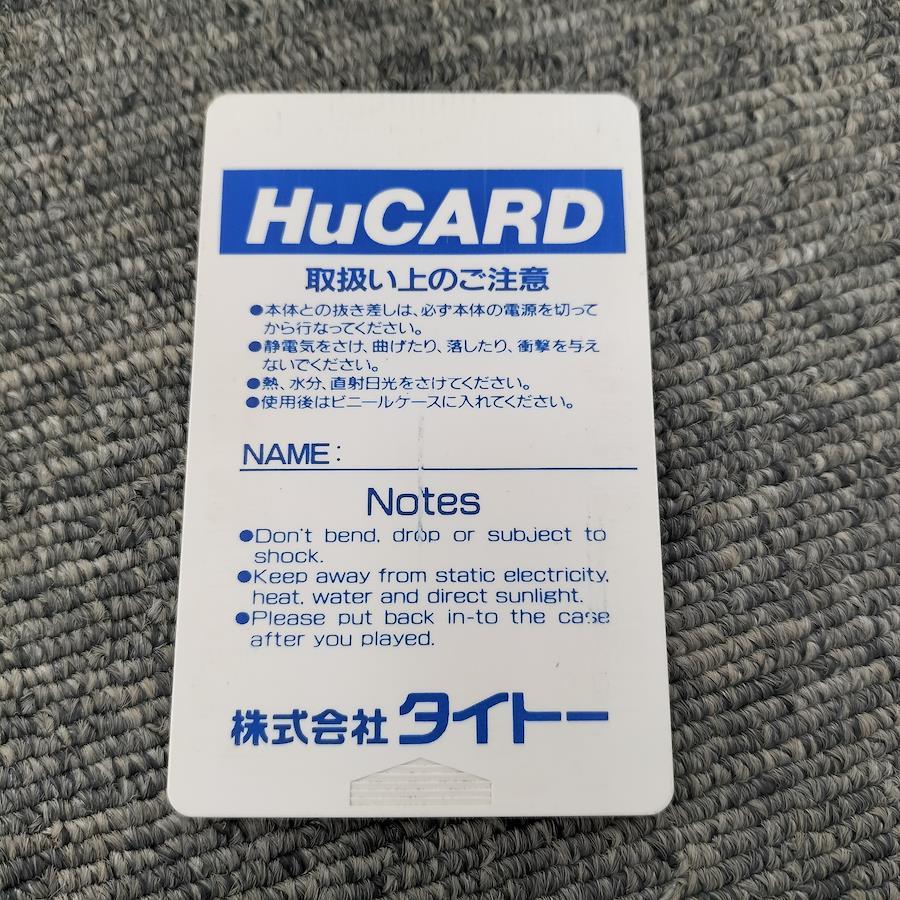 HuCARD
取扱い上のご注意
●本体との抜き差しは、必ず本体の電源を切って
から行なってください。
●静電気をさけ、曲げたり、落したり、衝撃を与え
ないでください。
●熱、水分、直射日光をさけてください。
●使用後はビニールケースに入れてください。
NAME:
Notes
●Don't bend, drop or subject to
shock.
●Keep away from static electricity,
heat, water and direct sunlight.
●Please put back in-to the case
after you played.
株式会社タイトー